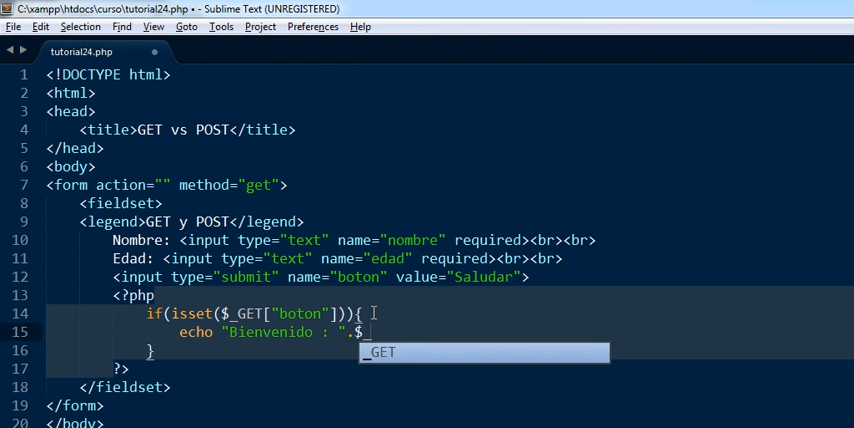 C:\xampp\htdocs\curso\tutorial24.php • - Sublime Text (UNREGISTERED)
File Edit Selection Find View Goto Tools Project Preferences Help
tutorial24.php
1 <!DOCTYPE html>
2 <html>
3 <head>
4 <title>GET vs POST</title>
5 </head>
6 <body>
7 <form action="" method="get">
8 <fieldset>
9 <legend>GET y POST</legend>
10 Nombre: <input type="text" name="nombre" required><br><br>
11 Edad: <input type="text" name="edad" required><br><br>
12 <input type="submit" name="boton" value="Saludar">
13 <?php
14 if(isset($_GET["boton"])){
15 echo "Bienvenido : ".$_
16 }
_GET
17 ?>
18 </fieldset>
19 </form>
20 </body>